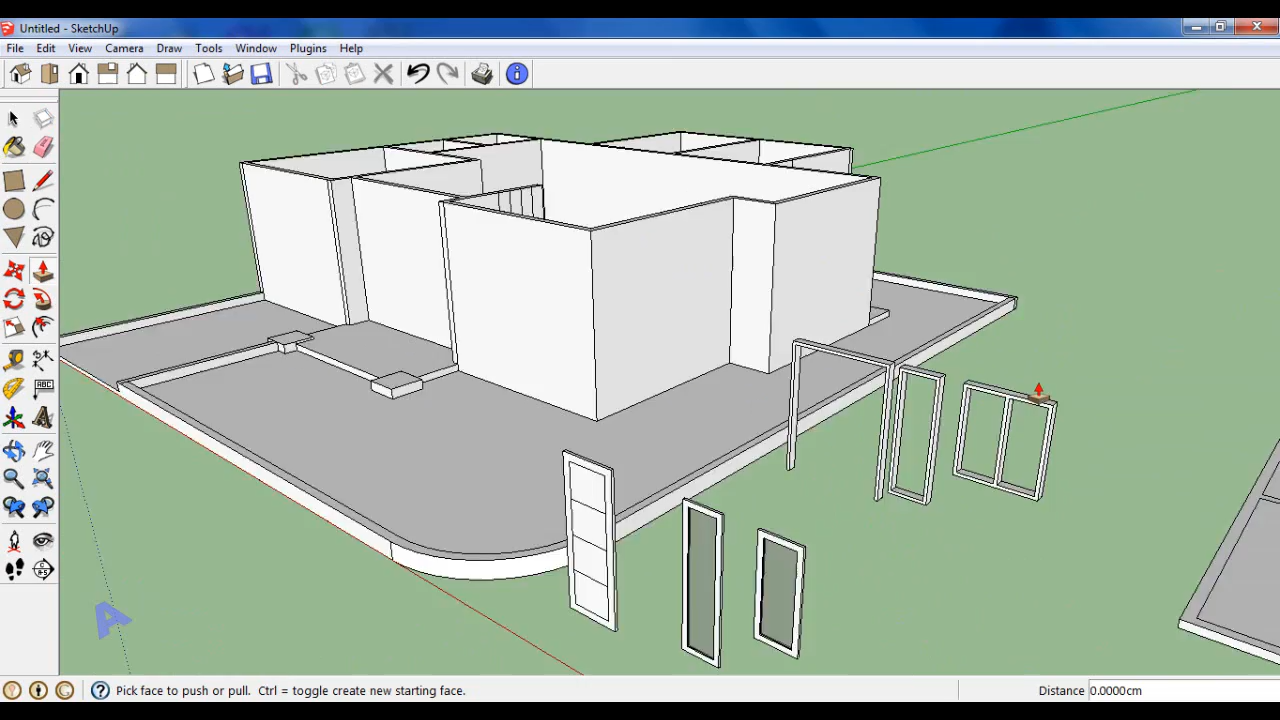 Untitled - SketchUp
File Edit View Camera Draw Tools Window Plugins Help
ABC
A
Pick face to push or pull. Ctrl = toggle create new starting face. Distance 0.0000cm